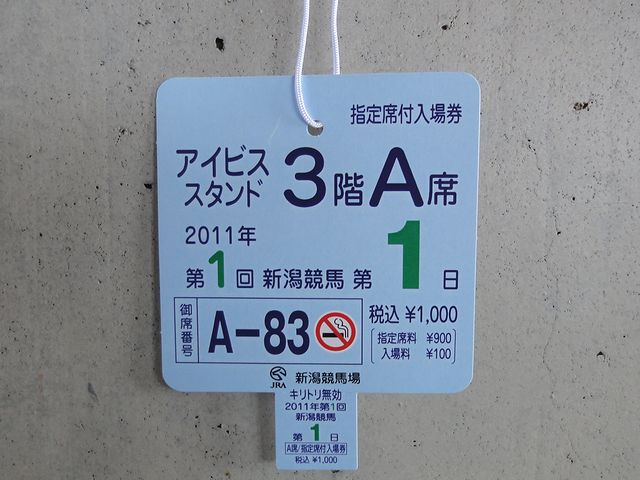 指定席付入場券
アイビス
スタンド
3階A席
2011年
第1回 新潟競馬 第1日
御席番号
A-83
税込 ¥1,000
指定席料 ¥900
入場料 ¥100
JRA 新潟競馬場
キリトリ無効
2011年第1回
新潟競馬
第1日
A席/指定席付入場券
税込 ¥1,000